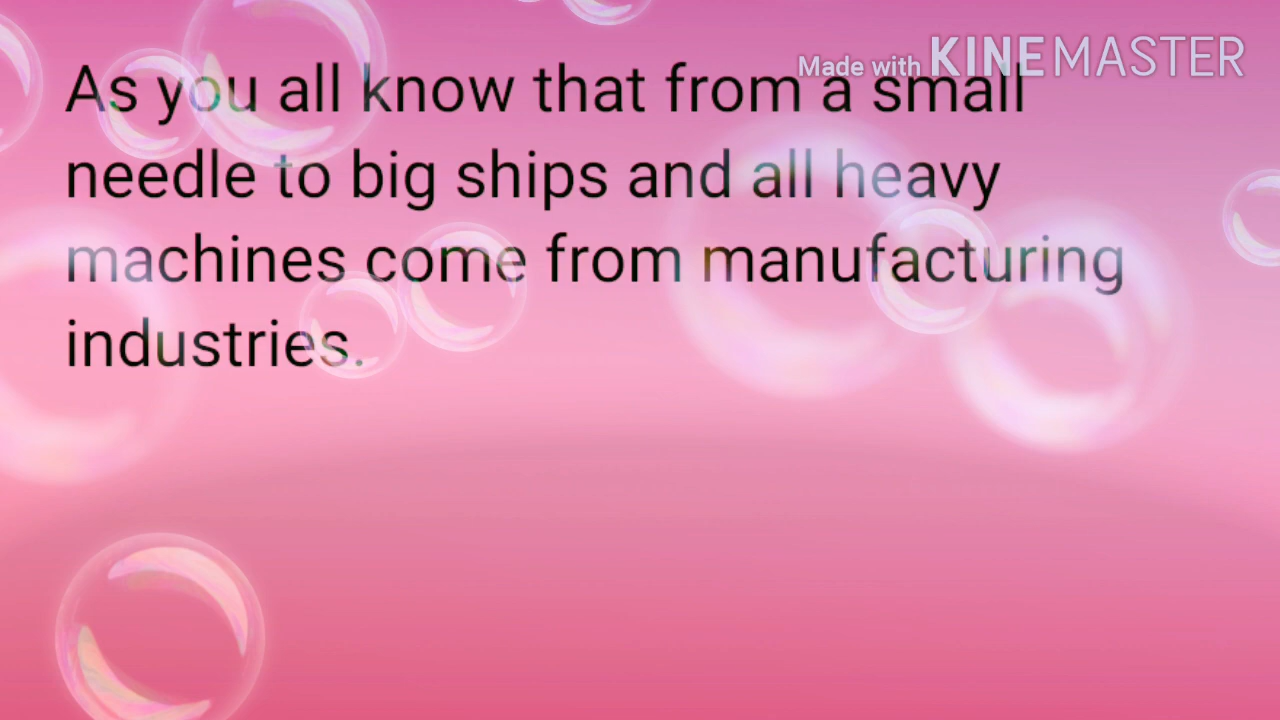 Made with KINEMASTER
As you all know that from a small
needle to big ships and all heavy
machines come from manufacturing
industries.